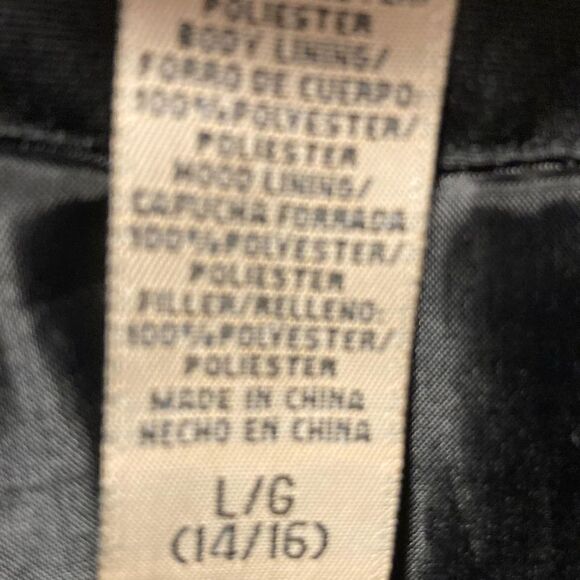 POLIESTER
BODY LINING/
FORRO DE CUERPO:
100%POLYESTER/
POLIESTER
HOOD LINING/
CAPUCHA FORRADA
100%POLYESTER/
POLIESTER
FILLER/RELLENO:
100%POLYESTER/
POLIESTER
MADE IN CHINA
HECHO EN CHINA
L/G
(14/16)